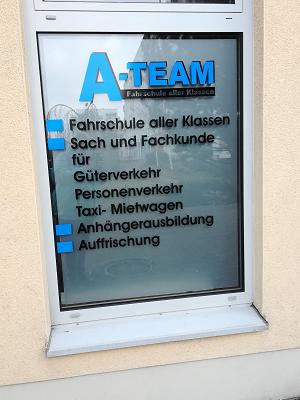 A-TEAM
Fahrschule aller Klassen
Fahrschule aller Klassen
Sach und Fachkunde
für
Güterverkehr
Personenverkehr
Taxi- Mietwagen
Anhängerausbildung
Auffrischung